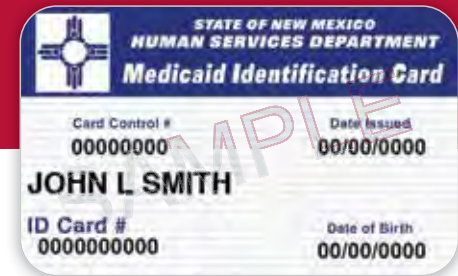 STATE OF NEW MEXICO
HUMAN SERVICES DEPARTMENT
Medicaid Identification Card
Card Control # Date Issued
00000000 00/00/0000
SAMPLE
JOHN L SMITH
ID Card # Date of Birth
0000000000 00/00/0000